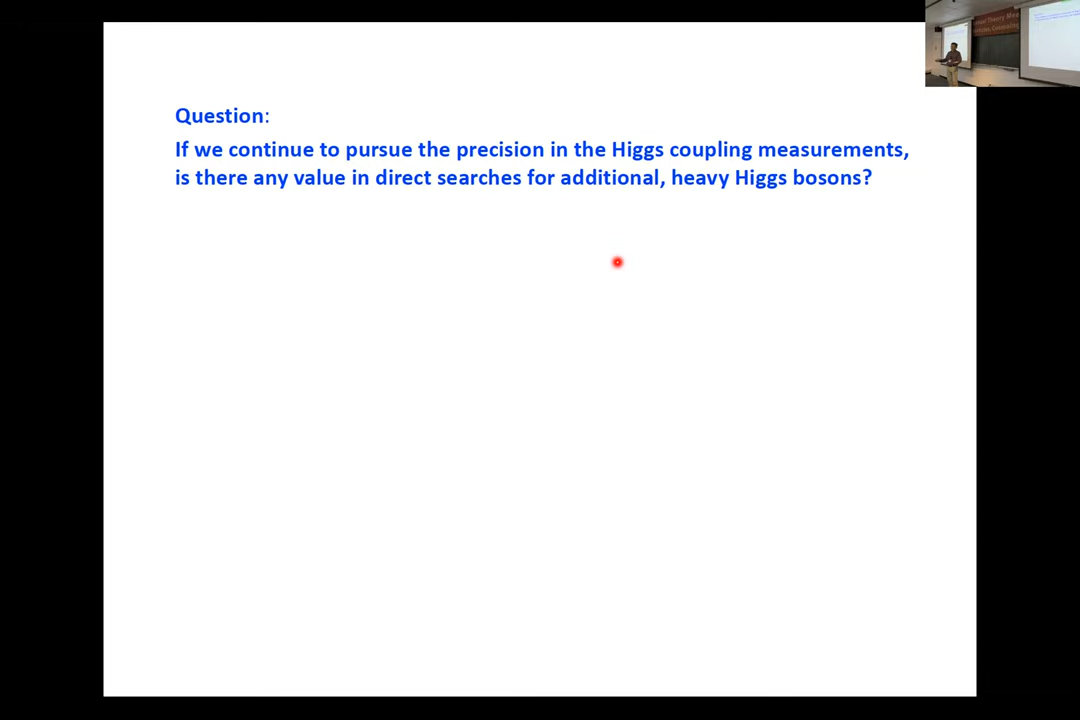 Question:
If we continue to pursue the precision in the Higgs coupling measurements,
is there any value in direct searches for additional, heavy Higgs bosons?